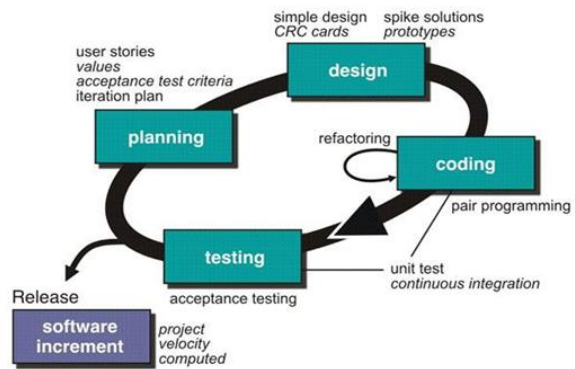 simple design
CRC cards
spike solutions
prototypes
user stories
values
acceptance test criteria
iteration plan
design
planning
refactoring
coding
pair programming
testing
unit test
continuous integration
acceptance testing
Release
software
increment
project
velocity
computed